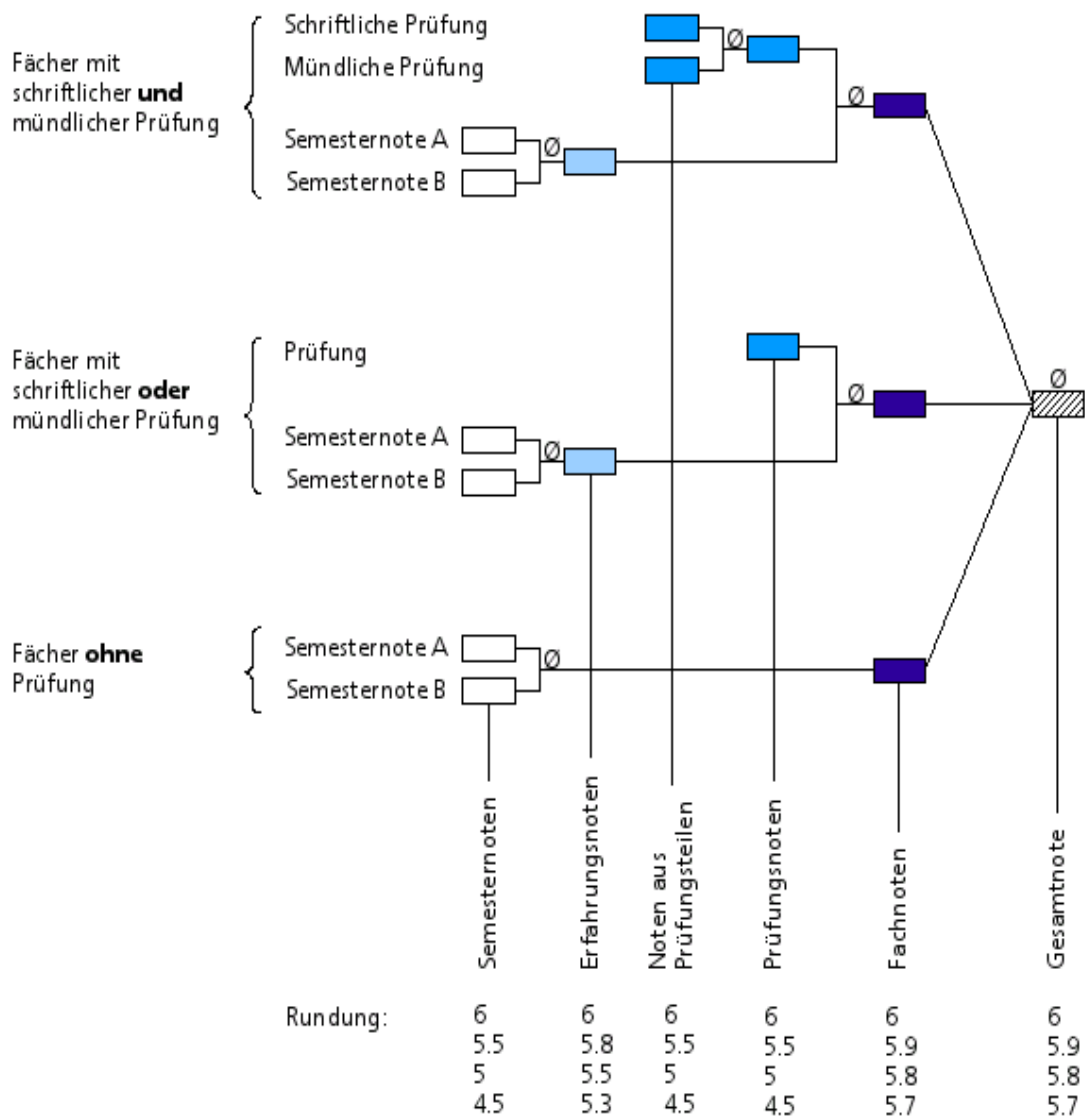 Fächer mit
schriftlicher und
mündlicher Prüfung
Schriftliche Prüfung
Mündliche Prüfung
Semesternote A
Semesternote B
Ø
Ø
Ø
Fächer mit
schriftlicher oder
mündlicher Prüfung
Prüfung
Semesternote A
Semesternote B
Ø
Ø
Ø
Fächer ohne
Prüfung
Semesternote A
Semesternote B
Ø
Semesternoten
Erfahrungsnoten
Noten aus
Prüfungsteilen
Prüfungsnoten
Fachnoten
Gesamtnote
Rundung: 6 6 6 6 6 6
5.5 5.8 5.5 5.5 5.9 5.9
5 5.5 5 5 5.8 5.8
4.5 5.3 4.5 4.5 5.7 5.7